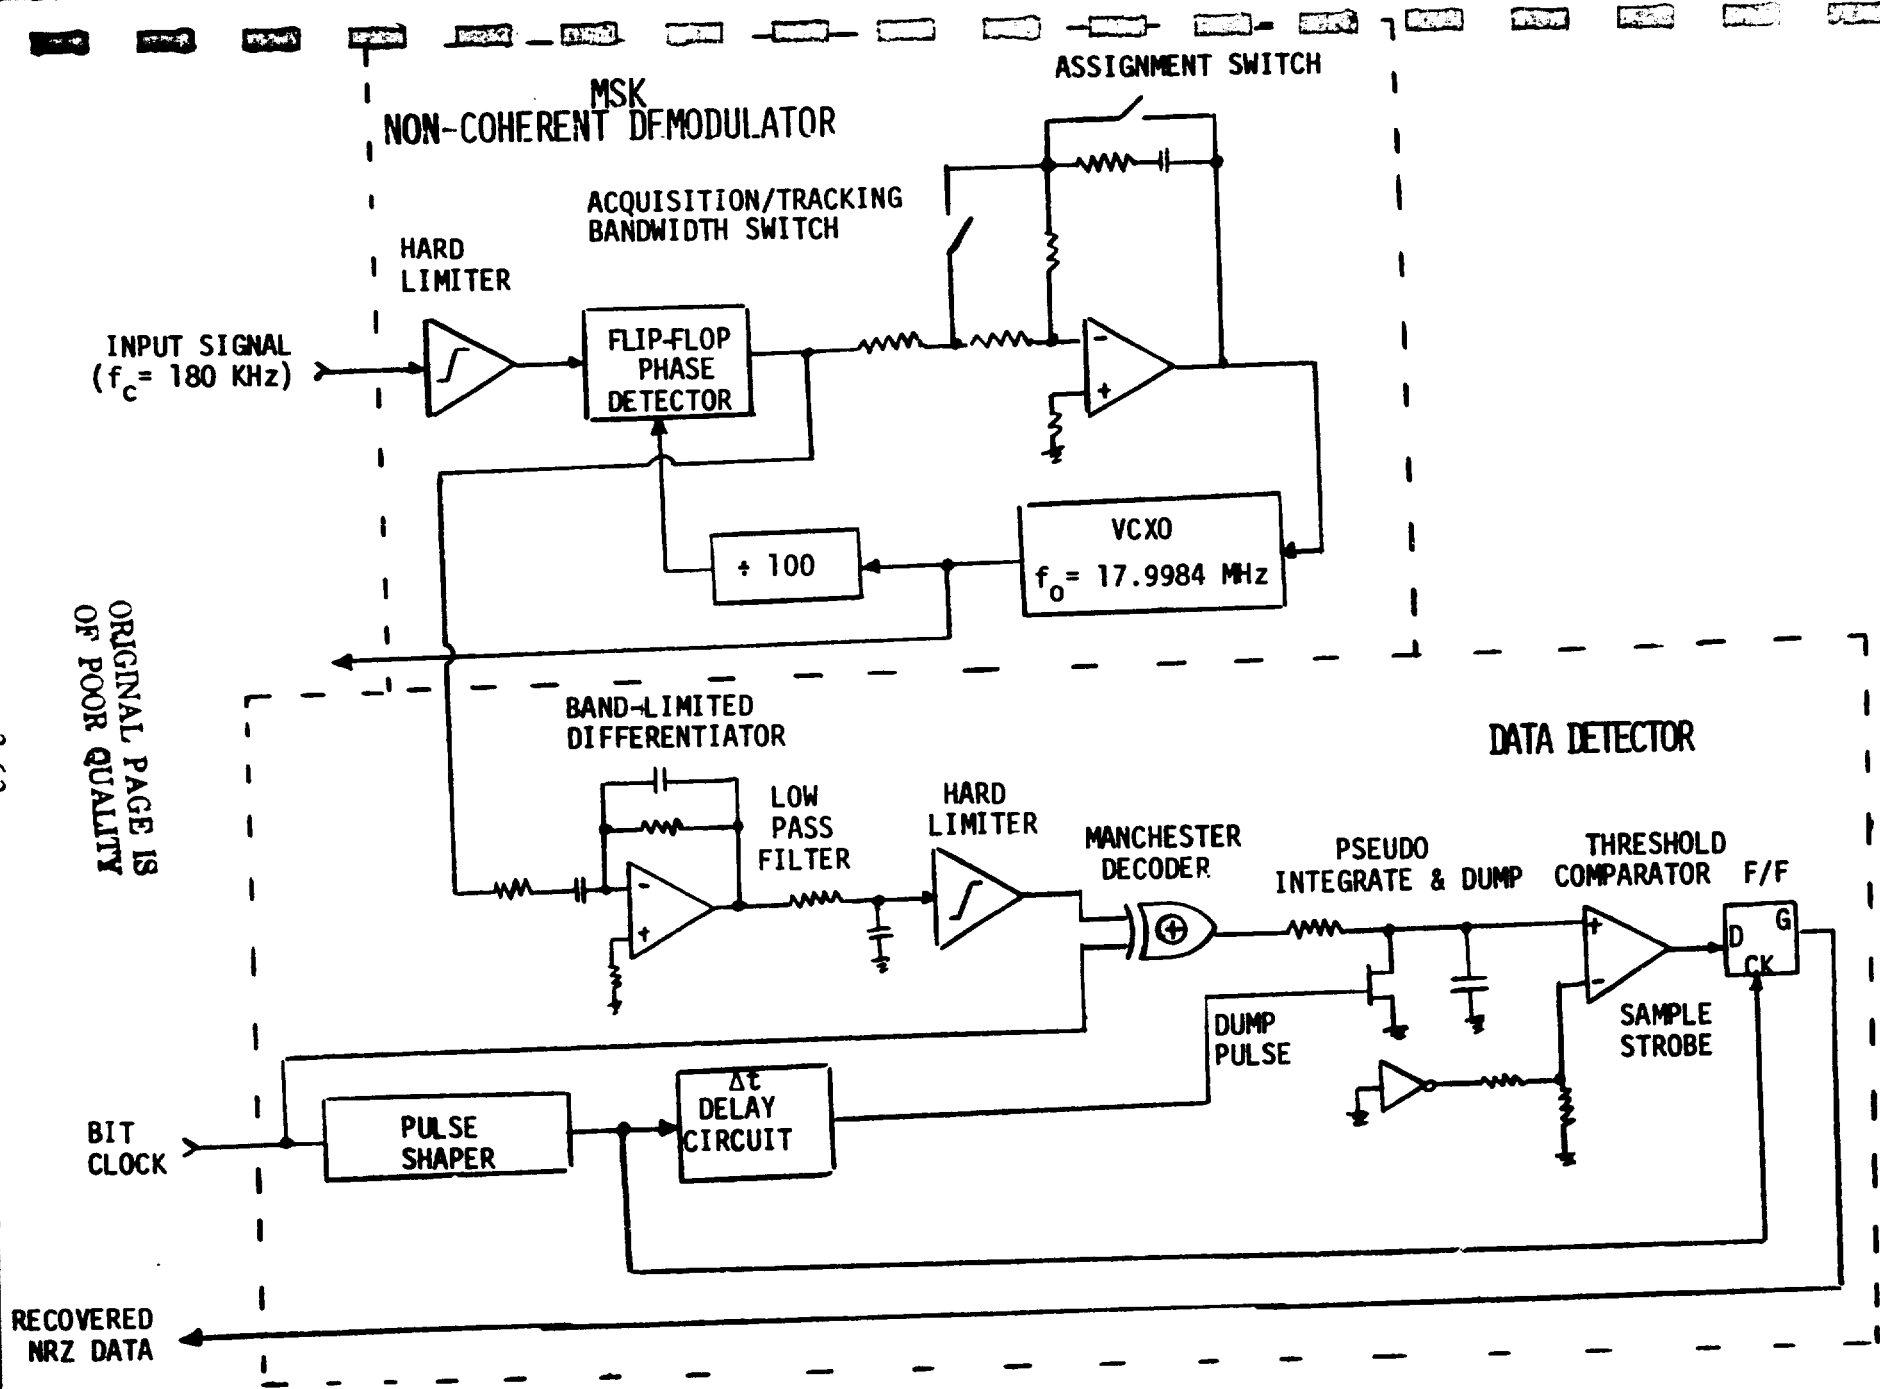 ASSIGNMENT SWITCH
MSK
NON-COHERENT DEMODULATOR
ACQUISITION/TRACKING
BANDWIDTH SWITCH
HARD
LIMITER
INPUT SIGNAL
(fc= 180 KHz)
FLIP-FLOP
PHASE
DETECTOR
-
+
VCXO
fo= 17.9984 MHz
÷ 100
ORIGINAL PAGE IS
OF POOR QUALITY
BAND-LIMITED
DIFFERENTIATOR
DATA DETECTOR
LOW
PASS
FILTER
HARD
LIMITER
MANCHESTER
DECODER
PSEUDO
INTEGRATE & DUMP
THRESHOLD
COMPARATOR
F/F
-
+
+
+
-
D
G
CK
DUMP
PULSE
SAMPLE
STROBE
Δt
DELAY
CIRCUIT
PULSE
SHAPER
BIT
CLOCK
RECOVERED
NRZ DATA